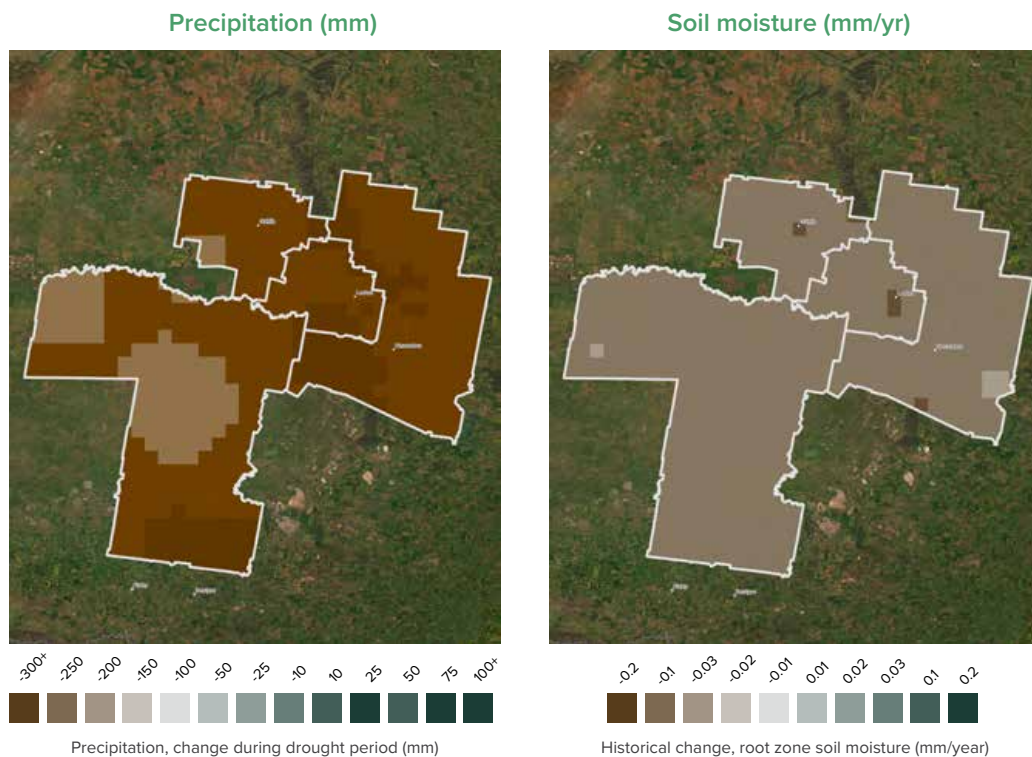 Precipitation (mm)
Soil moisture (mm/yr)
-300+ -250 -200 -150 -100 -50 -25 -10 10 25 50 75 100+
-0.2 -0.1 -0.03 -0.02 -0.01 0.01 0.02 0.03 0.1 0.2
Precipitation, change during drought period (mm)
Historical change, root zone soil moisture (mm/year)